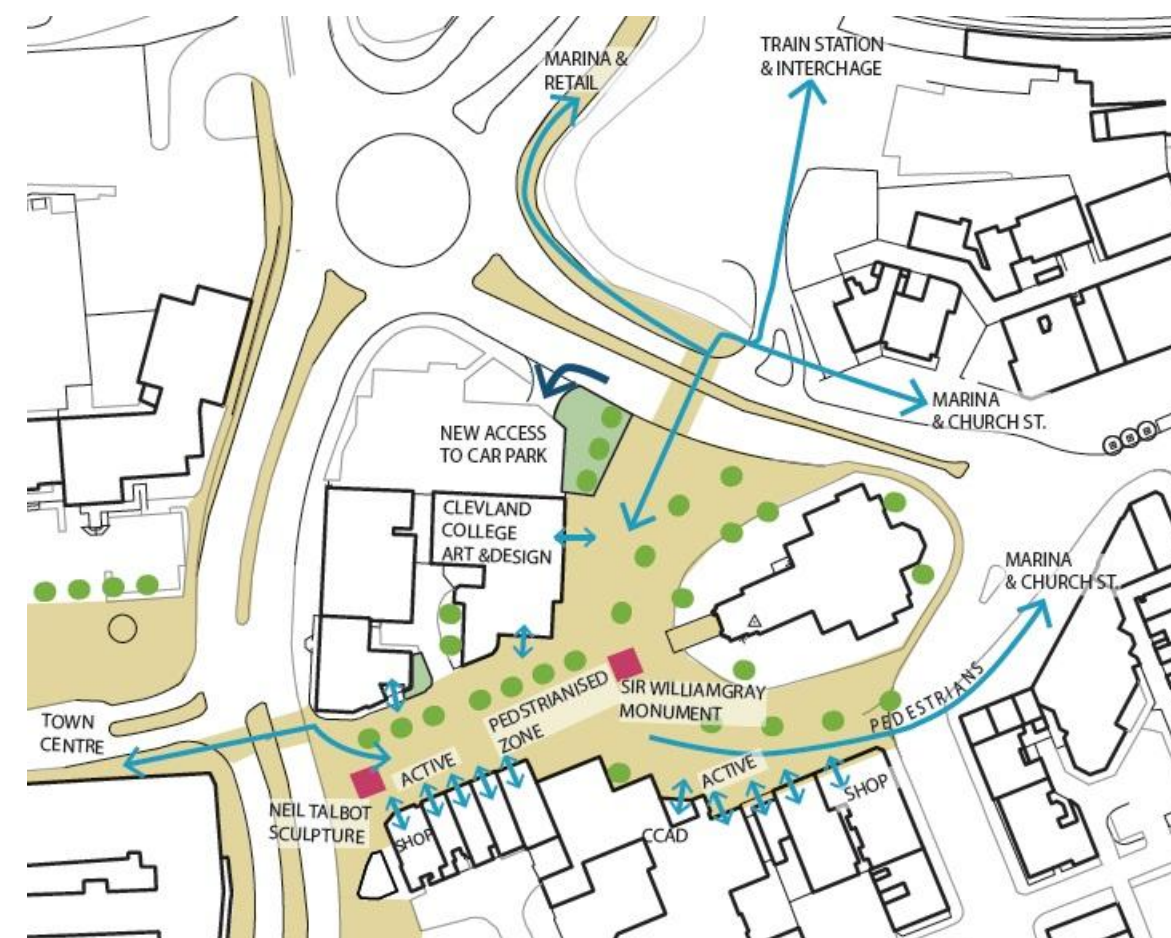 MARINA &
RETAIL
TRAIN STATION
& INTERCHAGE
MARINA
& CHURCH ST.
NEW ACCESS
TO CAR PARK
CLEVLAND
COLLEGE
ART &DESIGN
MARINA
& CHURCH ST.
PEDESTRIANS
SIR WILLIAMGRAY
MONUMENT
PEDSTRIANISED
ZONE
TOWN
CENTRE
ACTIVE
ACTIVE
SHOP
NEIL TALBOT
SCULPTURE
SHOP
CCAD